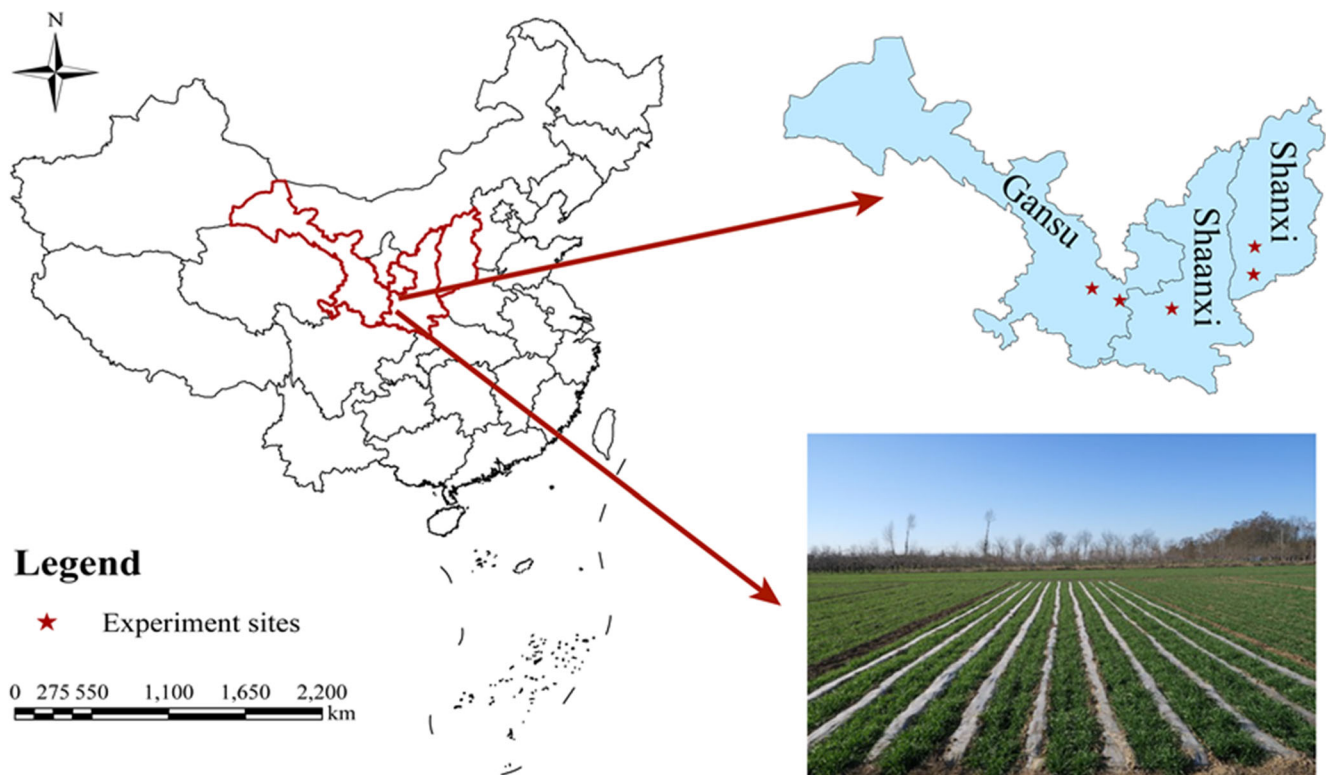 N
Gansu
Shaanxi
Shanxi
Legend
Experiment sites
0 275 550 1,100 1,650 2,200
km